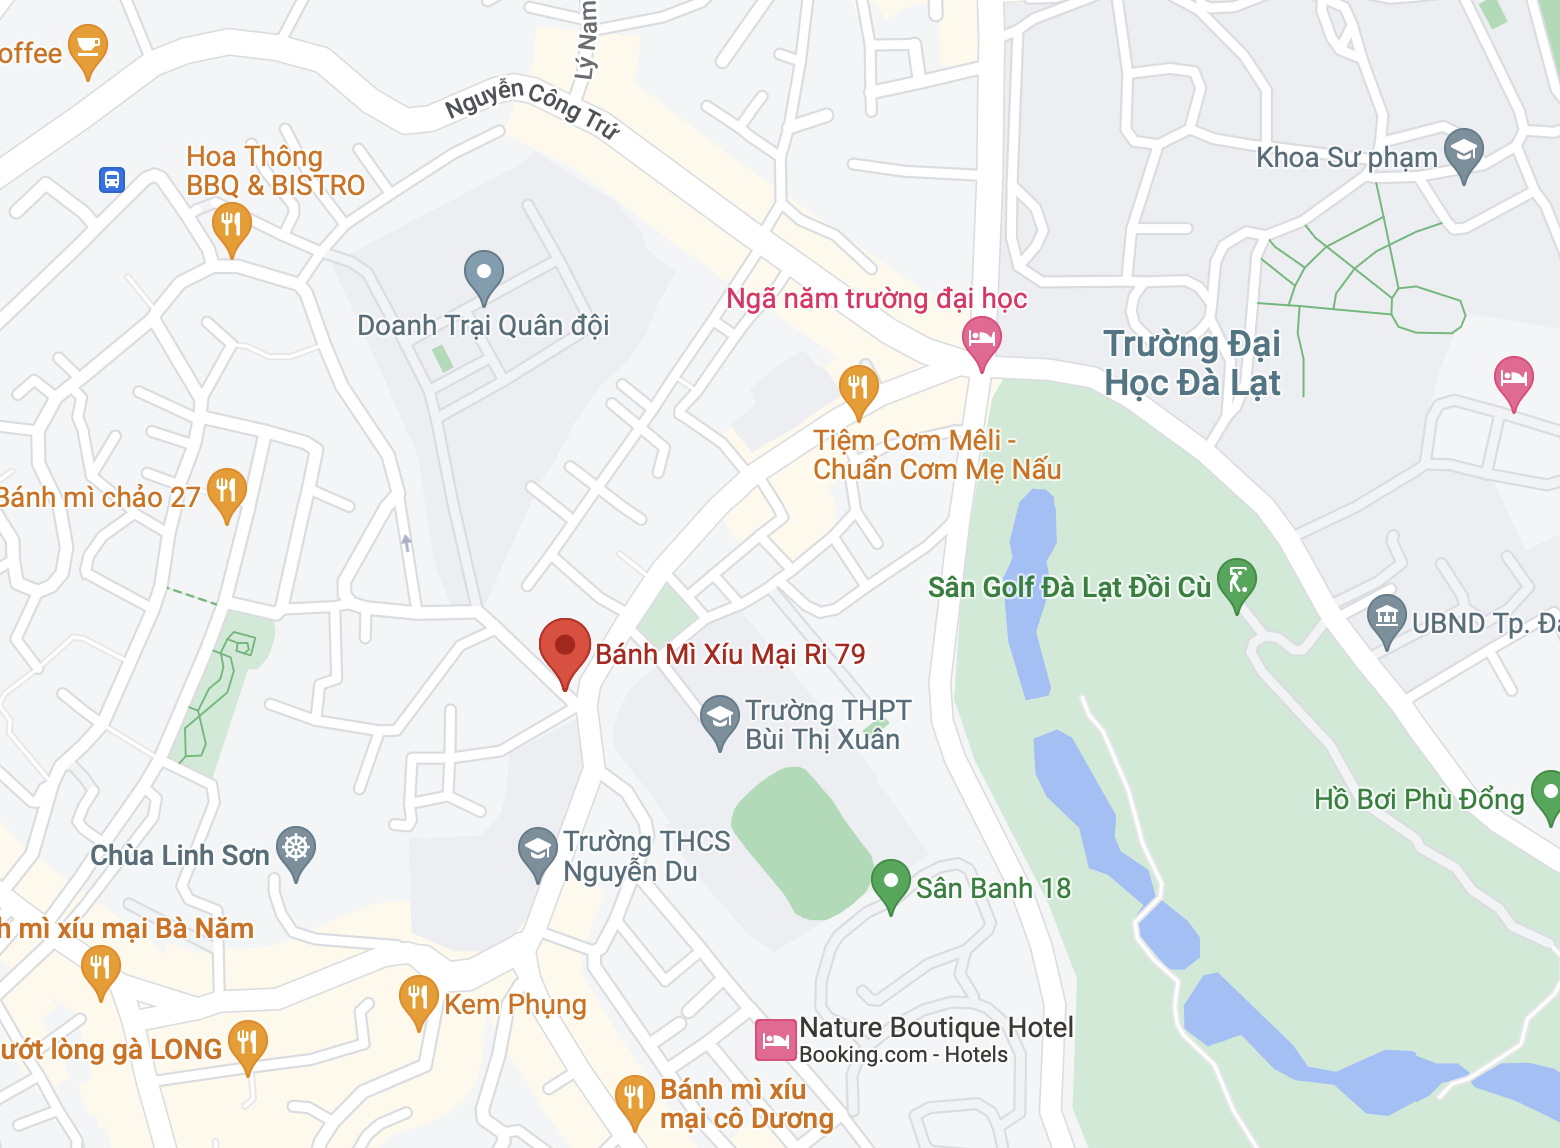 Lý Nam
offee
Nguyễn Công Trứ
Hoa Thông
BBQ & BISTRO
Khoa Sư phạm
Ngã năm trường đại học
Doanh Trại Quân đội
Trường Đại
Học Đà Lạt
Tiệm Cơm Mêli -
Chuẩn Cơm Mẹ Nấu
Bánh mì chảo 27
Sân Golf Đà Lạt Đồi Cù
UBND Tp. Đà
Bánh Mì Xíu Mại Ri 79
Trường THPT
Bùi Thị Xuân
Hồ Bơi Phù Đổng
Trường THCS
Nguyễn Du
Chùa Linh Sơn
Sân Banh 18
h mì xíu mại Bà Năm
Kem Phụng
Nature Boutique Hotel
Booking.com - Hotels
ướt lòng gà LONG
Bánh mì xíu
mại cô Dương